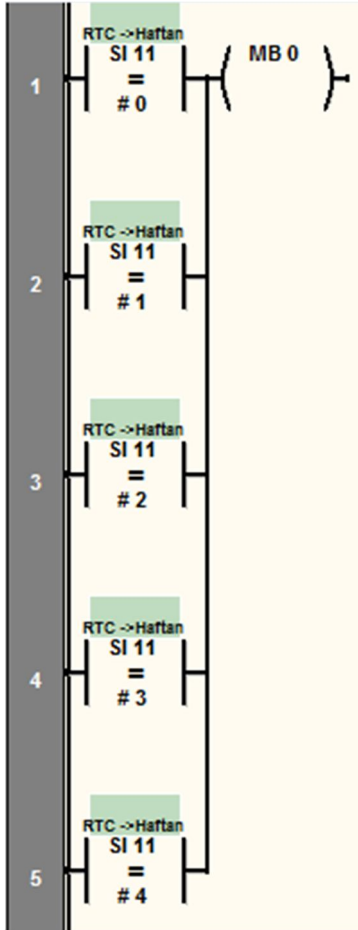 RTC ->Haftan
SI 11
=
# 0
MB 0
1
RTC ->Haftan
SI 11
=
# 1
2
RTC ->Haftan
SI 11
=
# 2
3
RTC ->Haftan
SI 11
=
# 3
4
RTC ->Haftan
SI 11
=
# 4
5